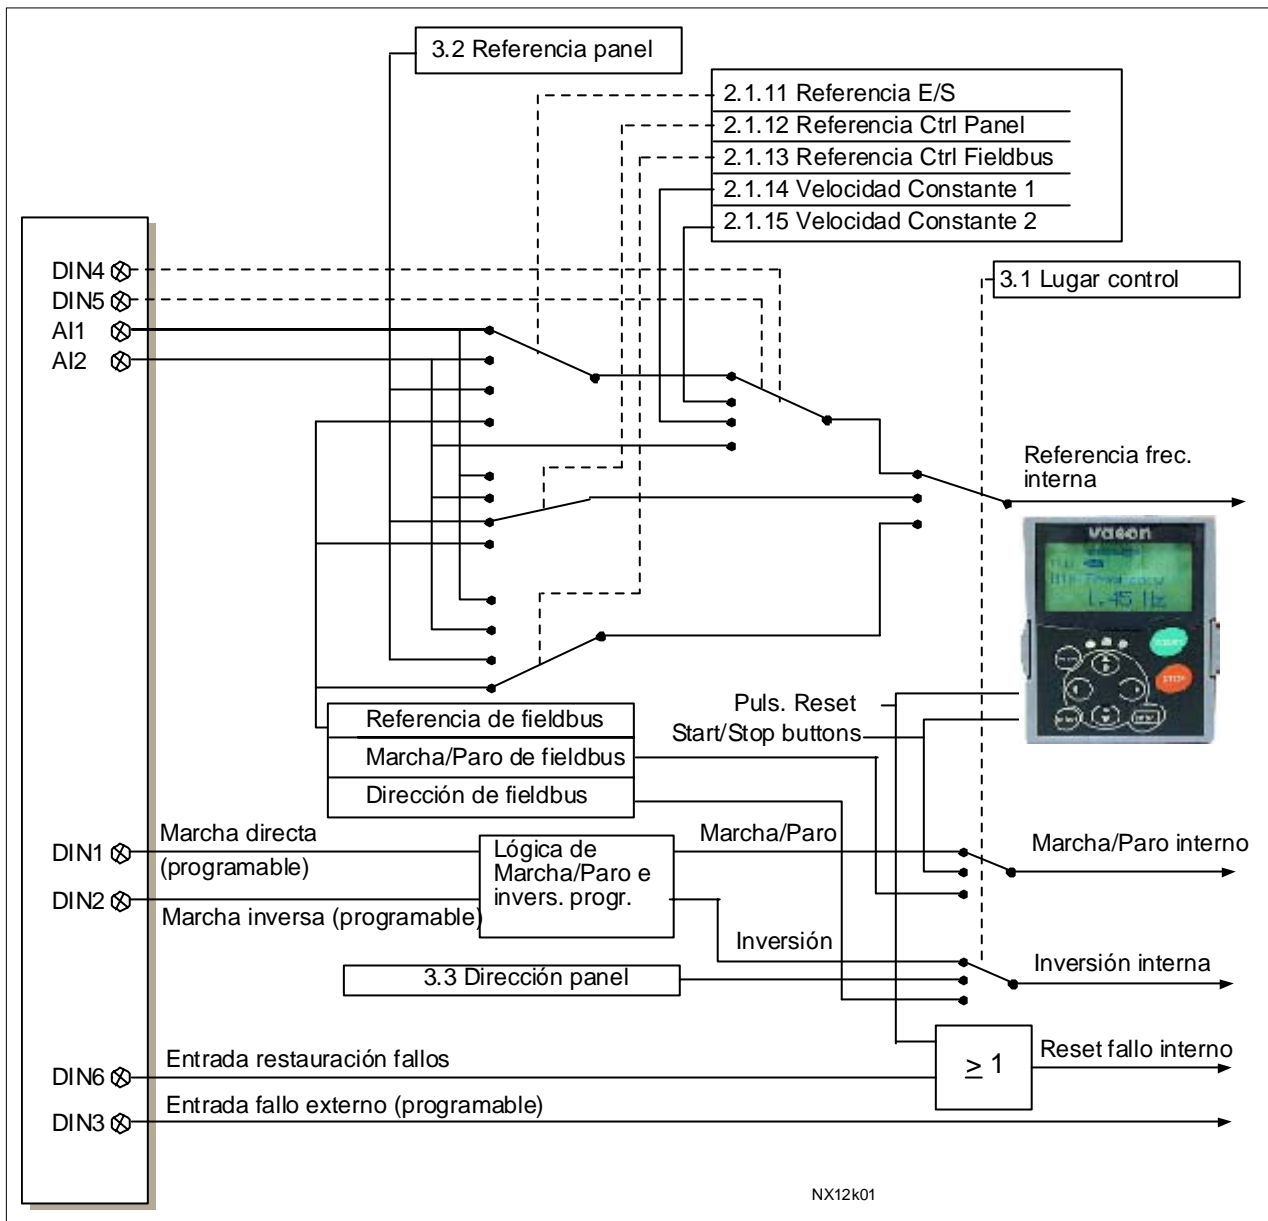 3.2 Referencia panel
2.1.11 Referencia E/S
2.1.12 Referencia Ctrl Panel
2.1.13 Referencia Ctrl Fieldbus
2.1.14 Velocidad Constante 1
2.1.15 Velocidad Constante 2
DIN4
DIN5
AI1
AI2
3.1 Lugar control
Referencia frec.
interna
vacon
1.45 Hz
START
STOP
Puls. Reset
Start/Stop buttons
Referencia de fieldbus
Marcha/Paro de fieldbus
Dirección de fieldbus
DIN1
Marcha directa
(programable)
DIN2
Marcha inversa (programable)
Lógica de
Marcha/Paro e
invers. progr.
Marcha/Paro
Marcha/Paro interno
Inversión
Inversión interna
3.3 Dirección panel
DIN6
Entrada restauración fallos
≥ 1
Reset fallo interno
DIN3
Entrada fallo externo (programable)
NX12k01